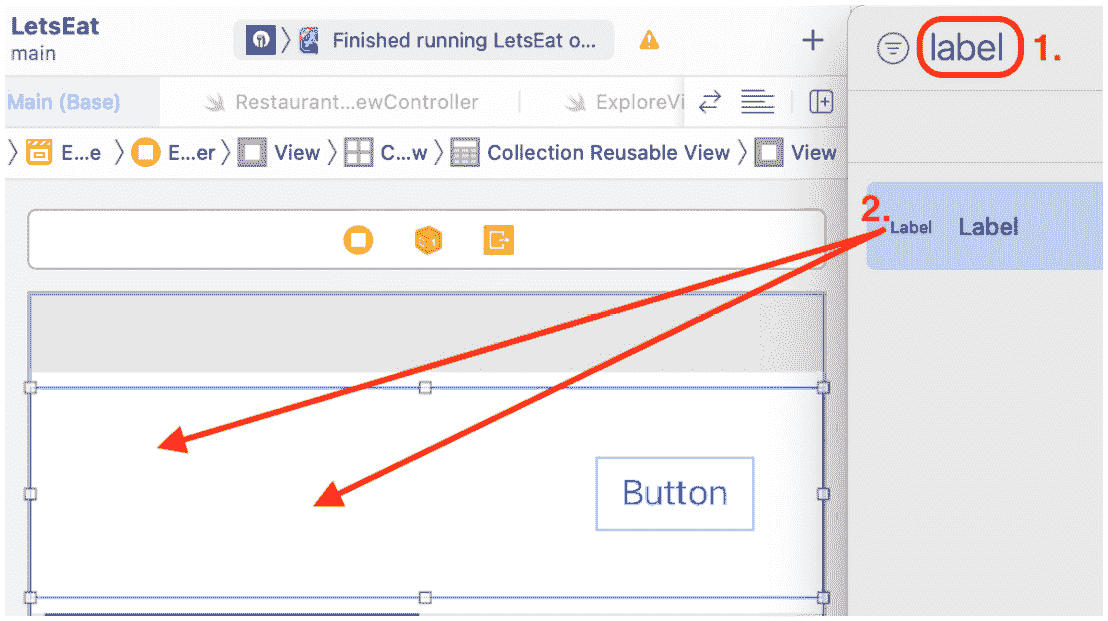 LetsEat
main
Finished running LetsEat o...
label
1.
Main (Base)
Restaurant...ewController
ExploreVi
E...e
E...er
View
C...w
Collection Reusable View
View
2.
Label
Label
Button